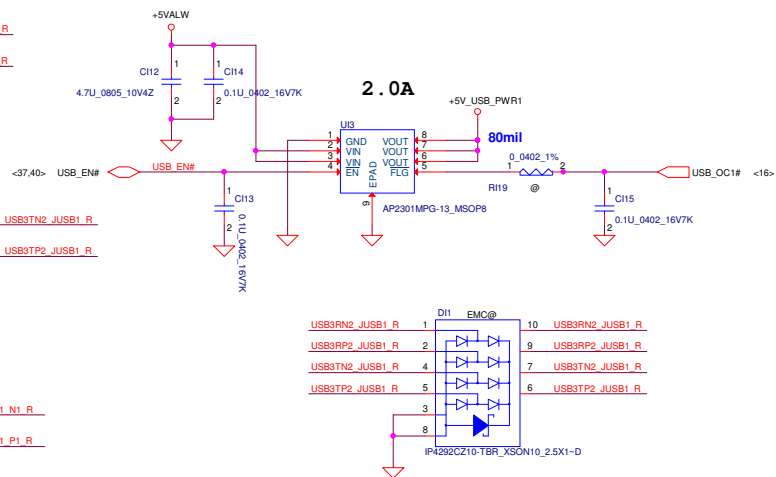 +5VALW
_R
_R
CI12
1
2
4.7U_0805_10V4Z
CI14
1
2
0.1U_0402_16V7K
2.0A
+5V_USB_PWR1
80mil
UI3
1 GND VOUT 8
2 VIN VOUT 7
3 VIN VOUT 6
4 EN FLG 5
EPAD
9
AP2301MPG-13_MSOP8
0_0402_1%
1 2
RI19 @
<37,40> USB_EN# USB_EN#
USB_OC1# <16>
CI13
1
2
0.1U_0402_16V7K
CI15
1
2
0.1U_0402_16V7K
USB3TN2_JUSB1_R
USB3TP2_JUSB1_R
DI1 EMC@
USB3RN2_JUSB1_R 1 10 USB3RN2_JUSB1_R
USB3RP2_JUSB1_R 2 9 USB3RP2_JUSB1_R
USB3TN2_JUSB1_R 4 7 USB3TN2_JUSB1_R
USB3TP2_JUSB1_R 5 6 USB3TP2_JUSB1_R
3
8
IP4292CZ10-TBR_XSON10_2.5X1~D
1_N1_R
1_P1_R